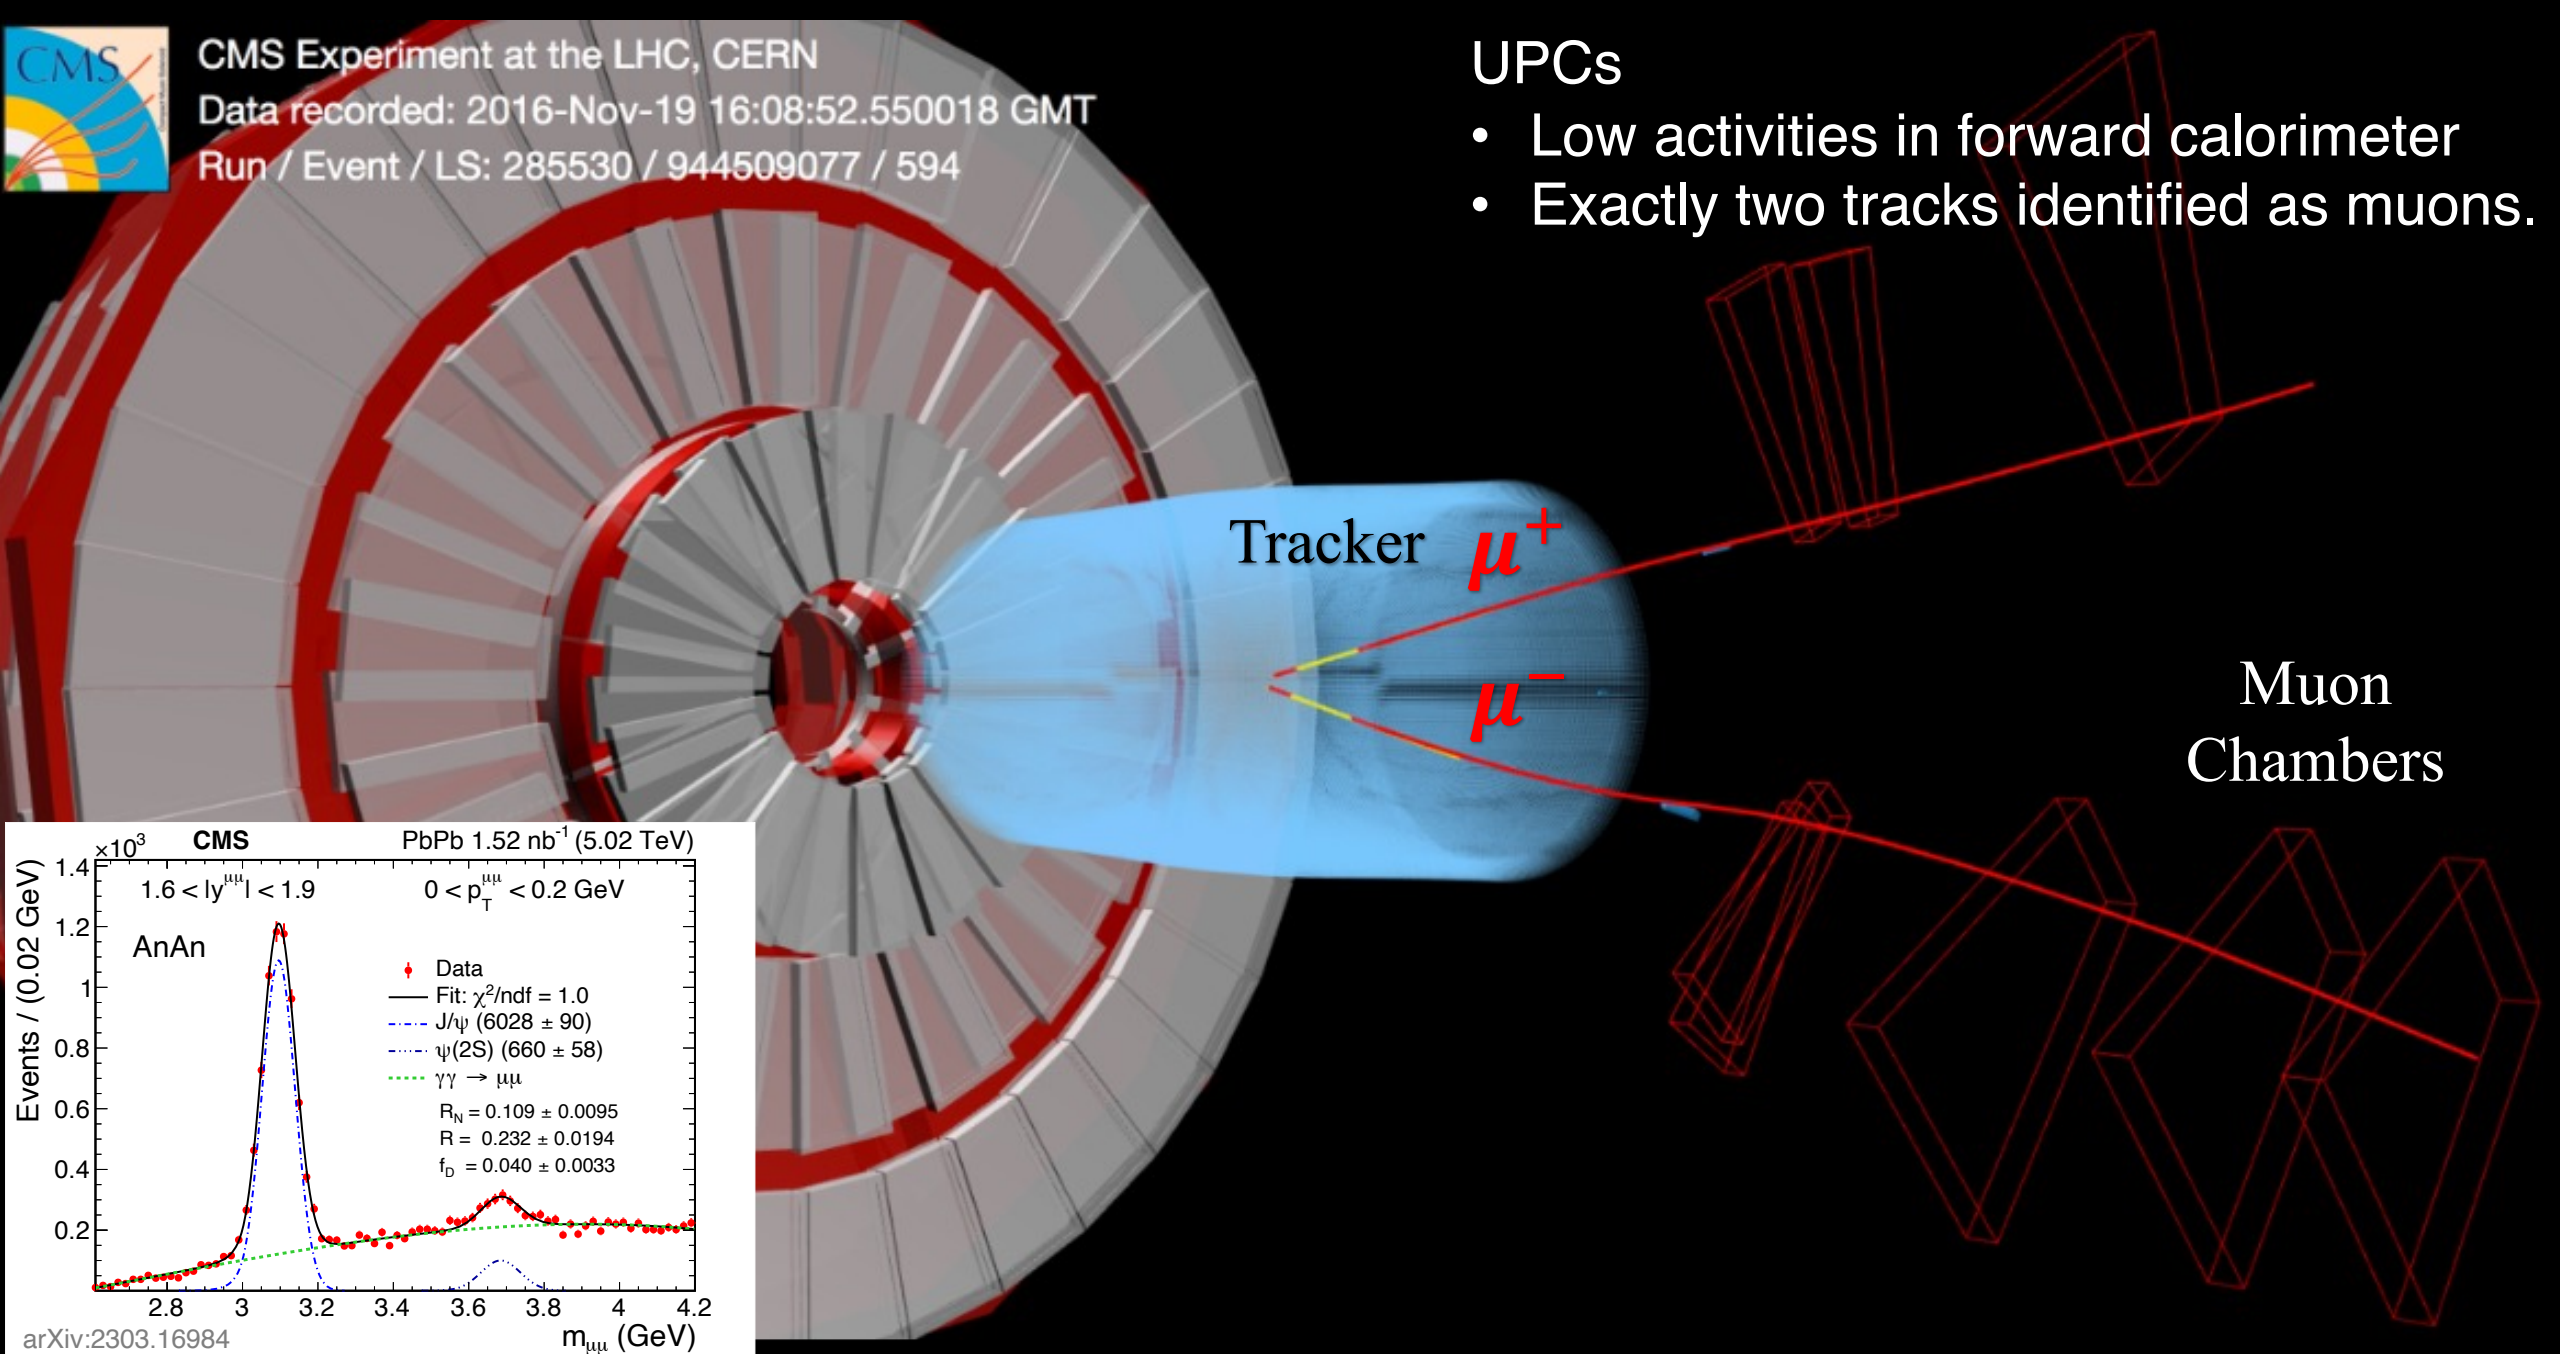 CMS
CMS Experiment at the LHC, CERN
Data recorded: 2016-Nov-19 16:08:52.550018 GMT
Run / Event / LS: 285530 / 944509077 / 594
UPCs
• Low activities in forward calorimeter
• Exactly two tracks identified as muons.
Tracker μ⁺
μ⁻
Muon
Chambers
×10³ CMS PbPb 1.52 nb⁻¹ (5.02 TeV)
1.6 < |y^μμ| < 1.9 0 < p_T^μμ < 0.2 GeV
AnAn
Data
Fit: χ²/ndf = 1.0
J/ψ (6028 ± 90)
ψ(2S) (660 ± 58)
γγ → μμ
R_N = 0.109 ± 0.0095
R = 0.232 ± 0.0194
f_D = 0.040 ± 0.0033
Events / (0.02 GeV)
1.4
1.2
1
0.8
0.6
0.4
0.2
2.8 3 3.2 3.4 3.6 3.8 4 4.2
m_μμ (GeV)
arXiv:2303.16984